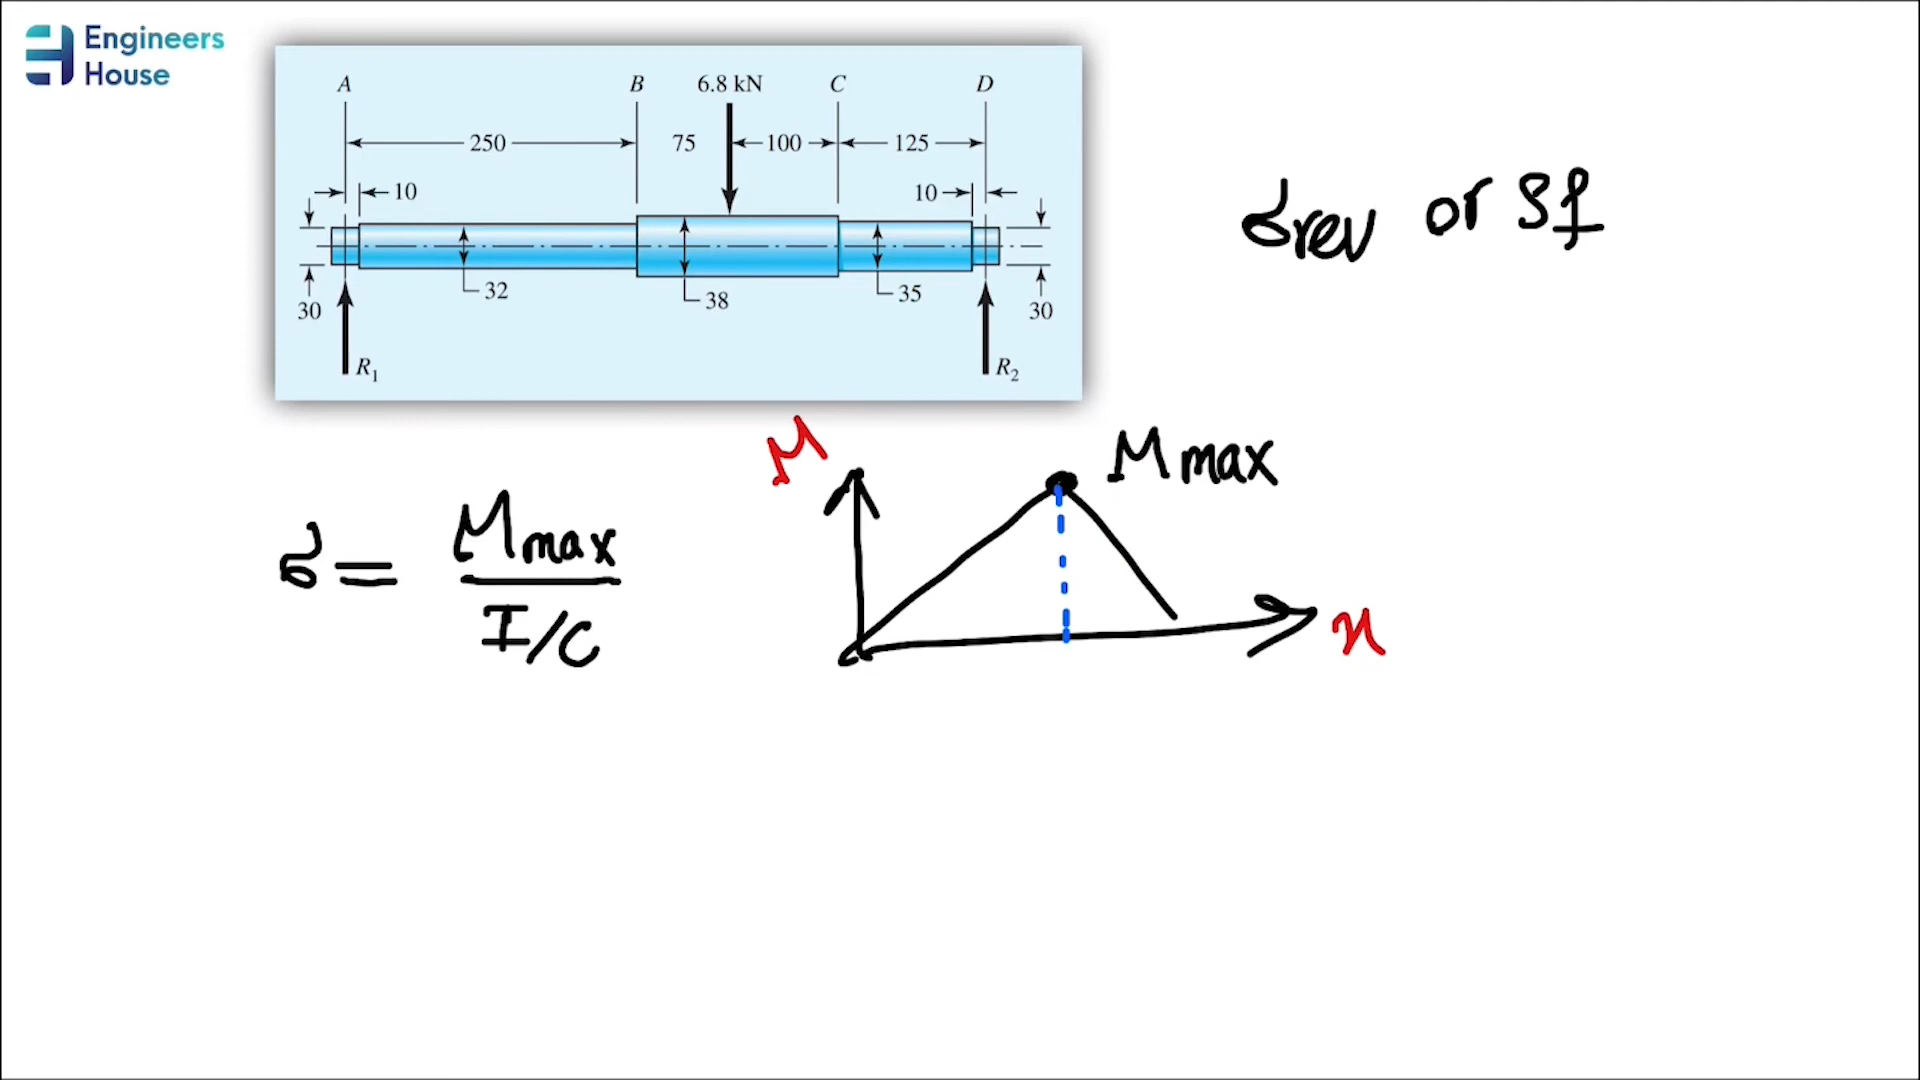 Engineers
House
A B 6.8 kN C D
250 75 100 125
10 10
32 38 35
30 30
R1 R2
σrev or Sf
M Mmax
σ = Mmax
I/C
x